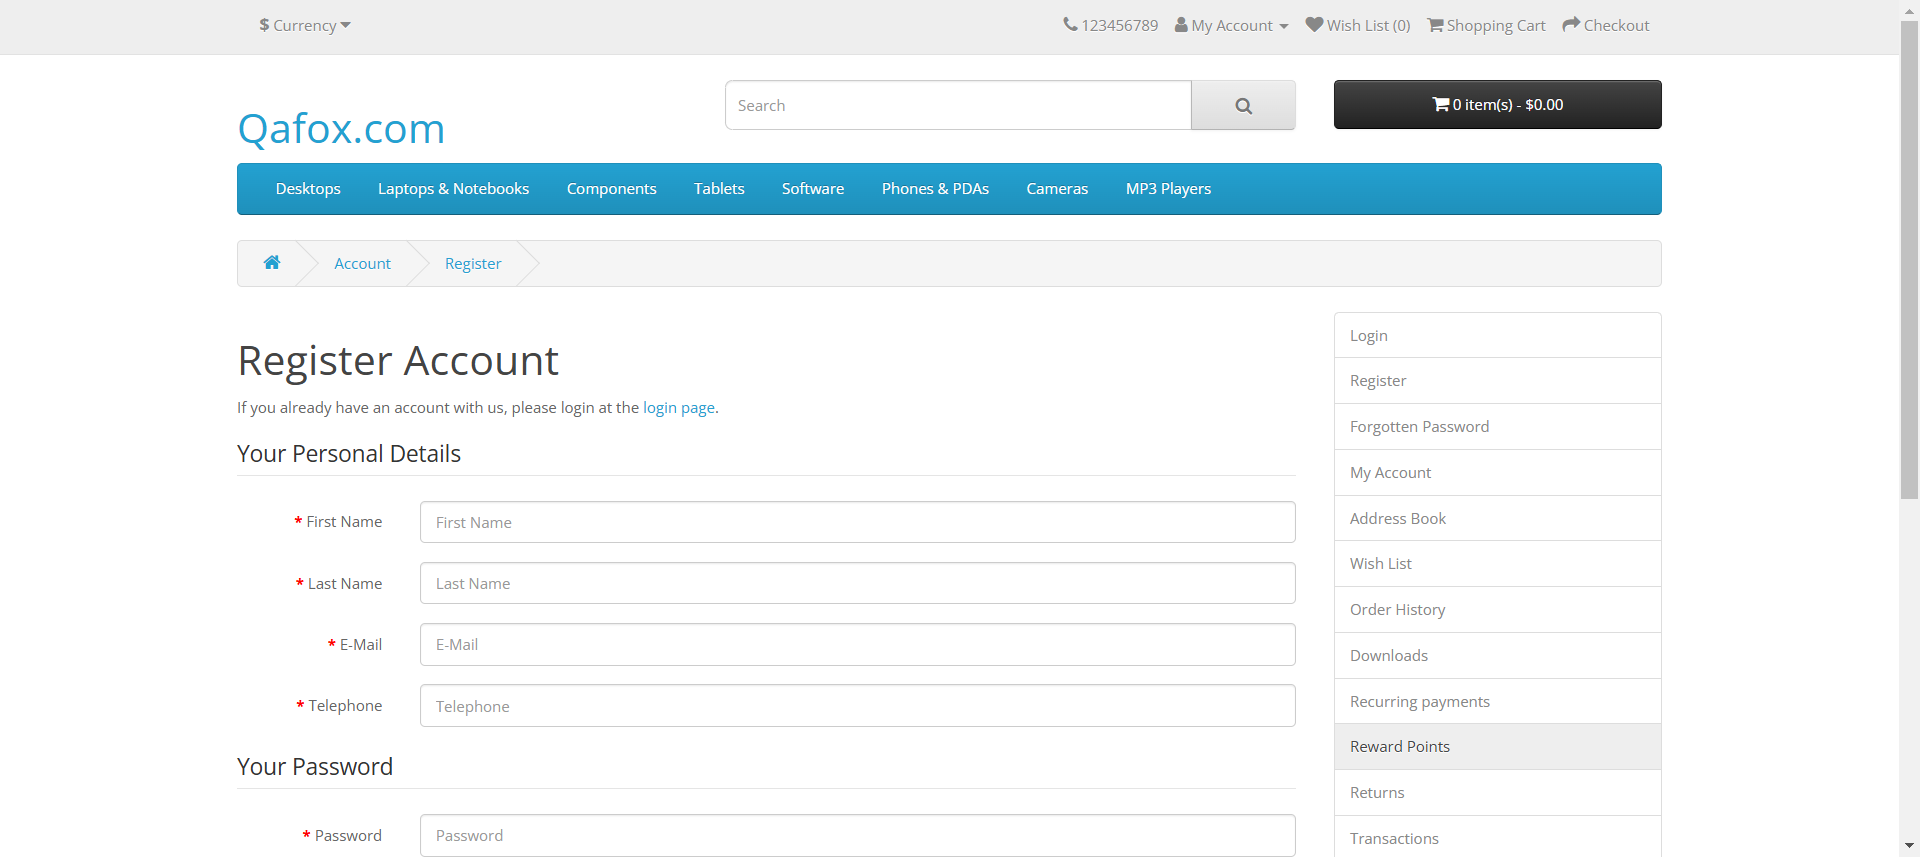 $ Currency
123456789 My Account Wish List (0) Shopping Cart Checkout
Qafox.com
Search
0 item(s) - $0.00
Desktops Laptops & Notebooks Components Tablets Software Phones & PDAs Cameras MP3 Players
Account Register
Register Account
If you already have an account with us, please login at the login page.
Your Personal Details
* First Name First Name
* Last Name Last Name
* E-Mail E-Mail
* Telephone Telephone
Your Password
* Password Password
Login
Register
Forgotten Password
My Account
Address Book
Wish List
Order History
Downloads
Recurring payments
Reward Points
Returns
Transactions